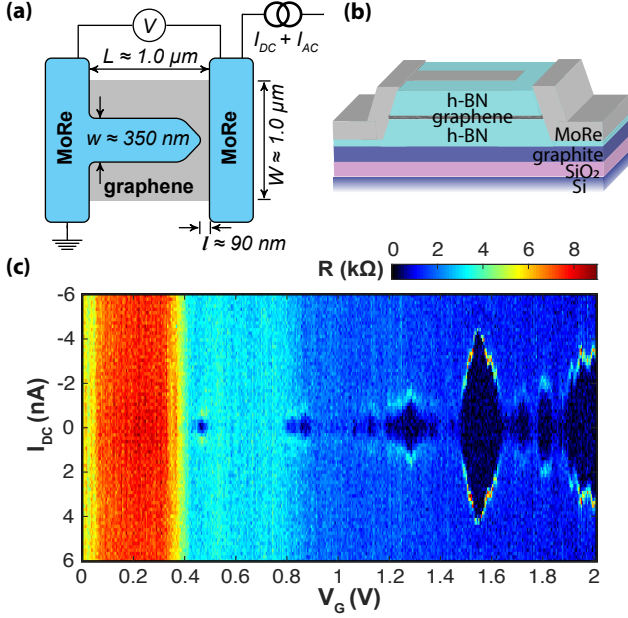 (a)
V
I_DC + I_AC
L ≈ 1.0 μm
MoRe
w ≈ 350 nm
MoRe
W ≈ 1.0 μm
graphene
l ≈ 90 nm
(b)
h-BN
graphene
h-BN
MoRe
graphite
SiO₂
Si
(c)
R (kΩ)
0 2 4 6 8
-6
-4
-2
0
2
4
6
I_DC (nA)
0 0.2 0.4 0.6 0.8 1 1.2 1.4 1.6 1.8 2
V_G (V)